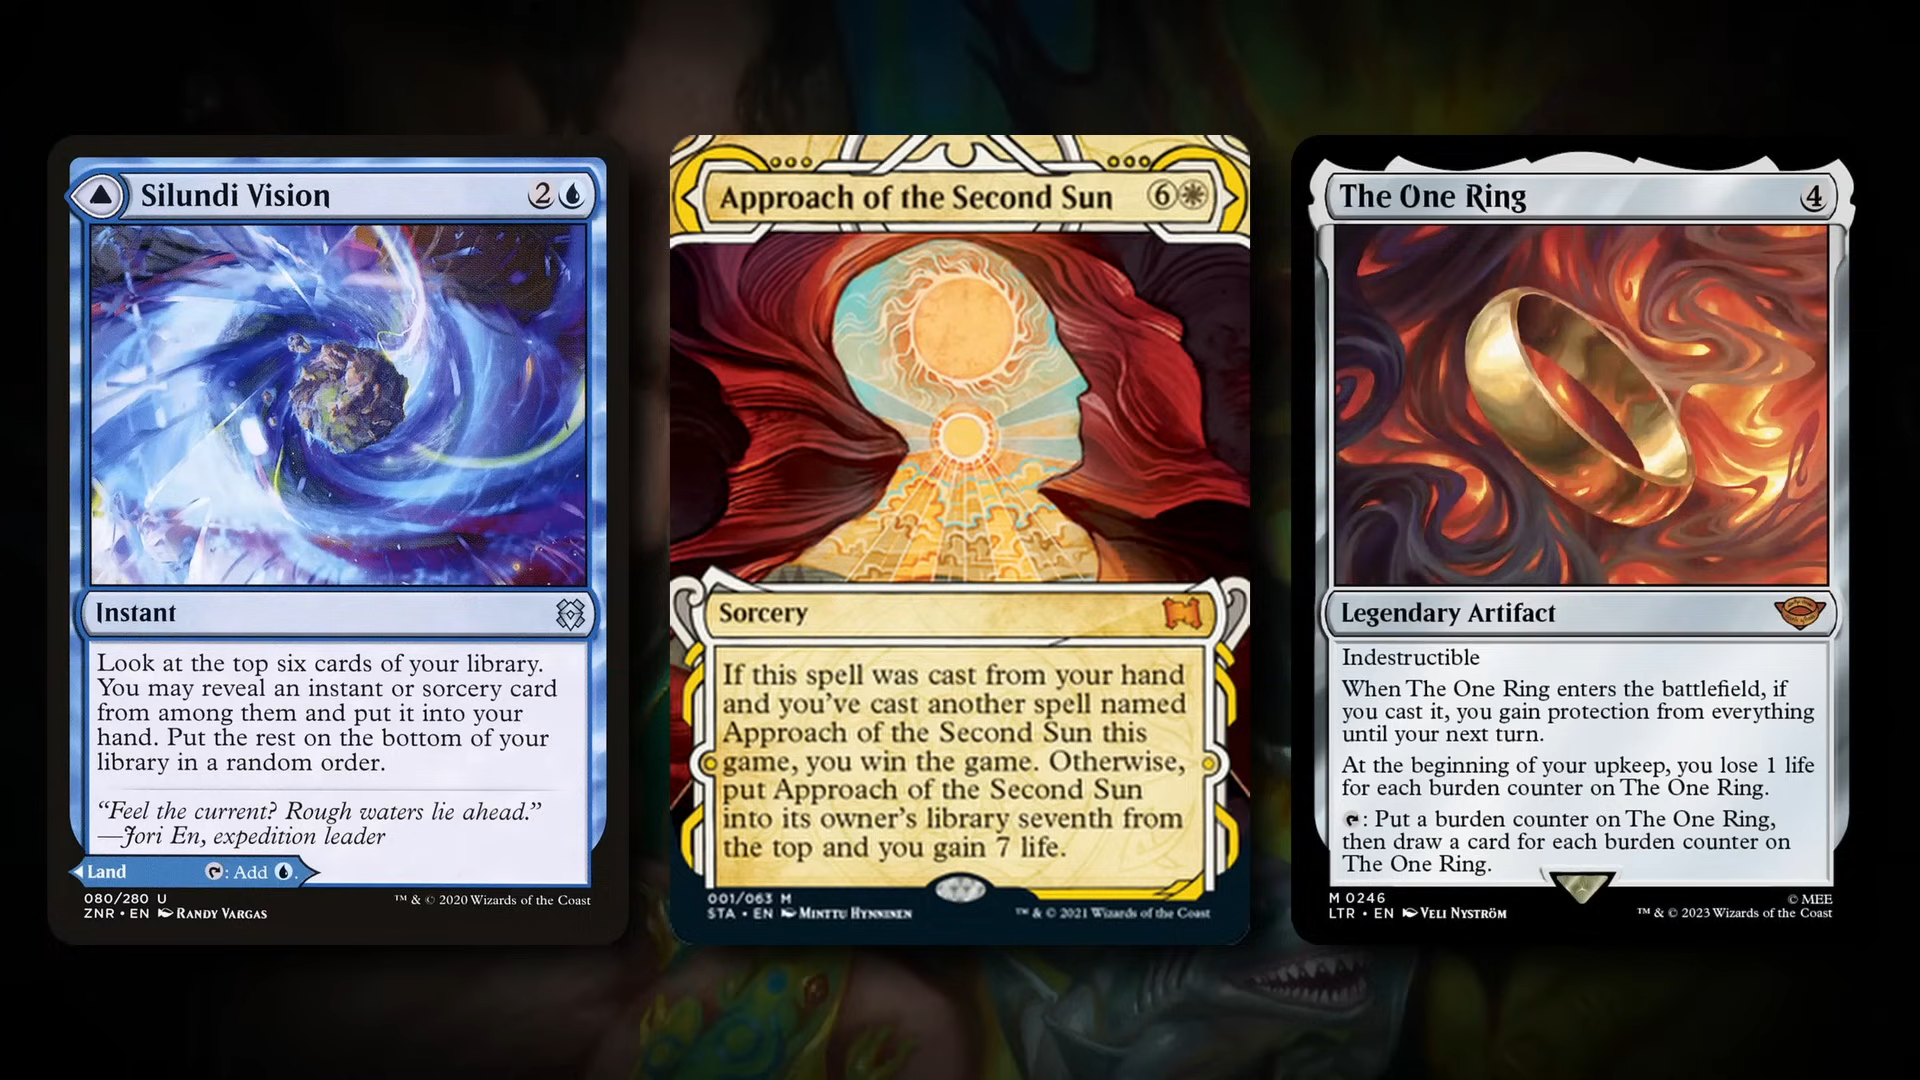 Silundi Vision
2
Instant
Look at the top six cards of your library.
You may reveal an instant or sorcery card
from among them and put it into your
hand. Put the rest on the bottom of your
library in a random order.
“Feel the current? Rough waters lie ahead.”
—Jori En, expedition leader
Land
: Add .
080/280 U
ZNR • EN Randy Vargas
™ & © 2020 Wizards of the Coast
Approach of the Second Sun
6
Sorcery
If this spell was cast from your hand
and you've cast another spell named
Approach of the Second Sun this
game, you win the game. Otherwise,
put Approach of the Second Sun
into its owner's library seventh from
the top and you gain 7 life.
001/063 M
STA • EN Minttu Hynninen
™ & © 2021 Wizards of the Coast
The One Ring
4
Legendary Artifact
Indestructible
When The One Ring enters the battlefield, if
you cast it, you gain protection from everything
until your next turn.
At the beginning of your upkeep, you lose 1 life
for each burden counter on The One Ring.
: Put a burden counter on The One Ring,
then draw a card for each burden counter on
The One Ring.
M 0246
LTR • EN Veli Nyström
© MEE
™ & © 2023 Wizards of the Coast